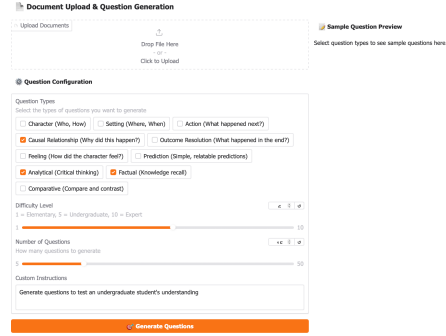 Document Upload & Question Generation
Upload Documents
Drop File Here
- or -
Click to Upload
Sample Question Preview
Select question types to see sample questions here
Question Configuration
Question Types
Select the types of questions you want to generate
Character (Who, How)
Setting (Where, When)
Action (What happened next?)
Causal Relationship (Why did this happen?)
Outcome Resolution (What happened in the end?)
Feeling (How did the character feel?)
Prediction (Simple, relatable predictions)
Analytical (Critical thinking)
Factual (Knowledge recall)
Comparative (Compare and contrast)
Difficulty Level
1 = Elementary, 5 = Undergraduate, 10 = Expert
1
10
Number of Questions
How many questions to generate
5
50
Custom Instructions
Generate questions to test an undergraduate student's understanding
Generate Questions